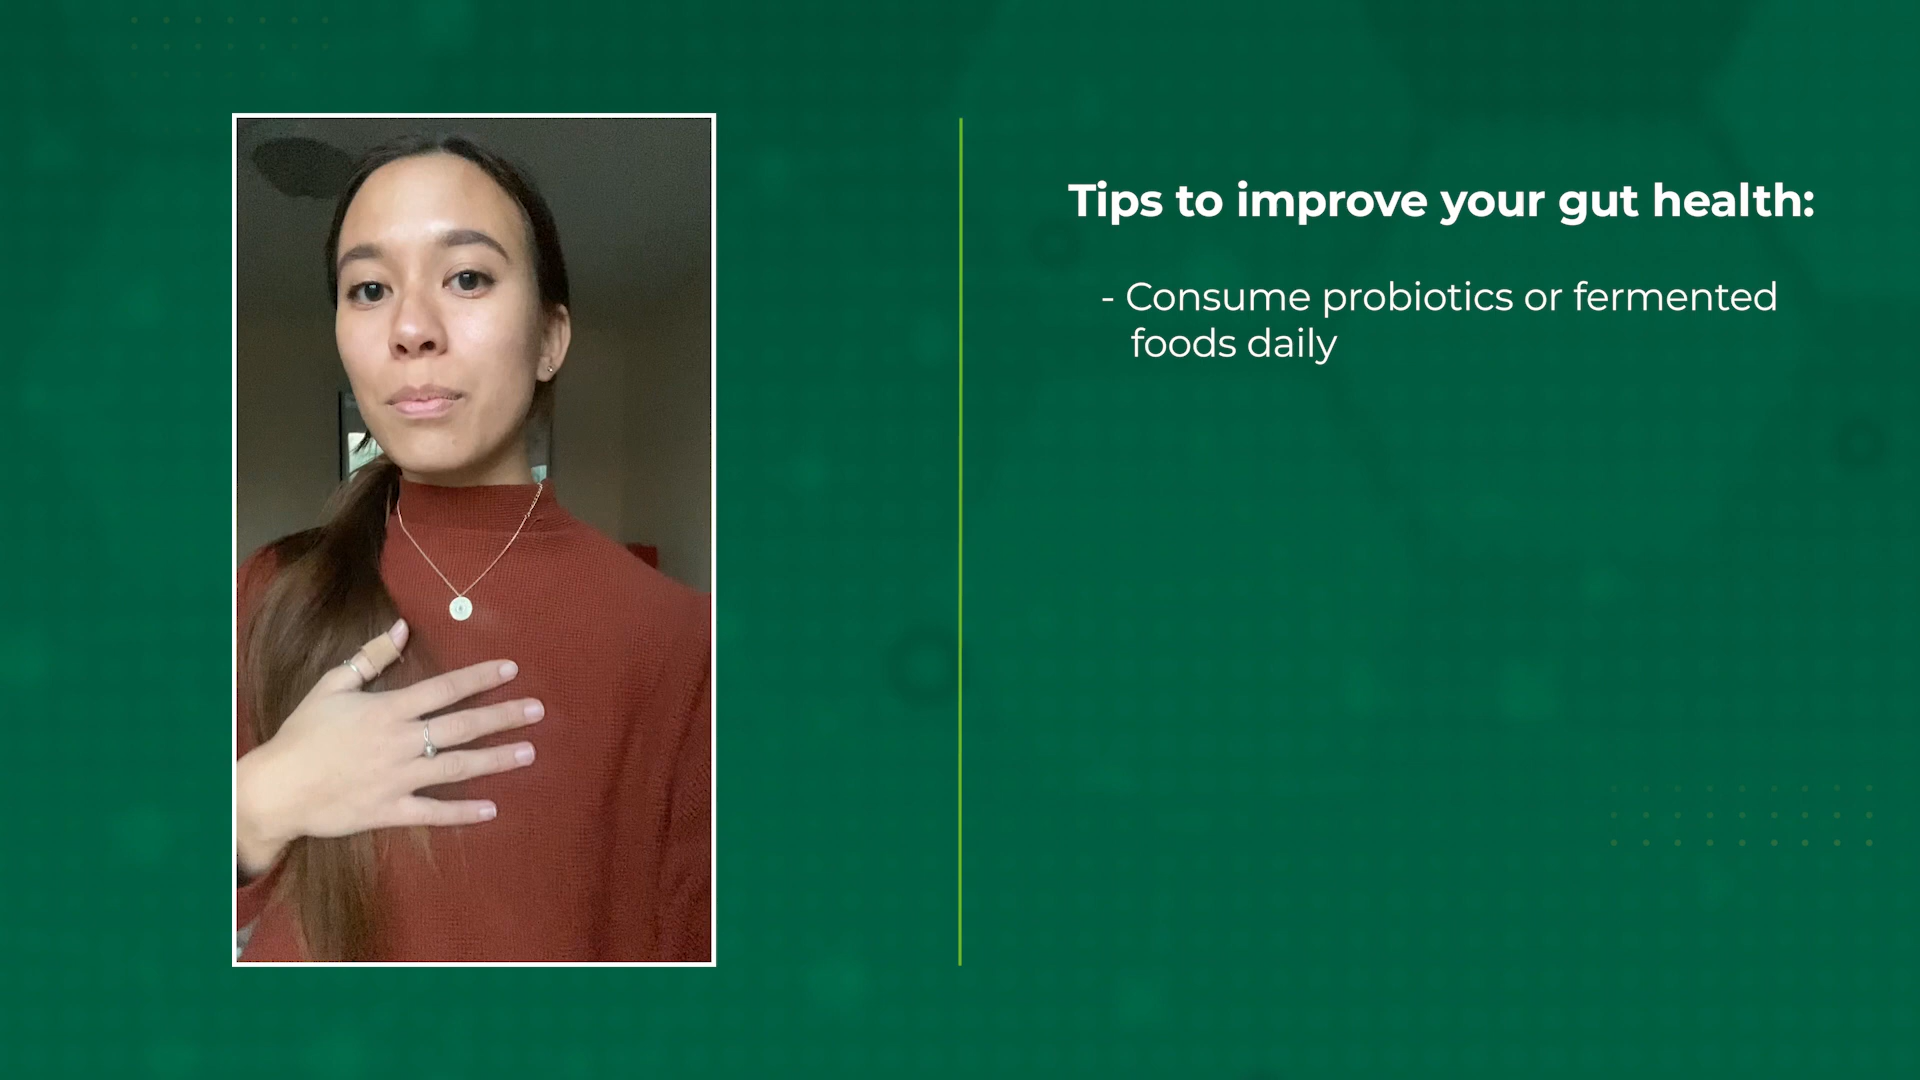 Tips to improve your gut health:
- Consume probiotics or fermented
foods daily